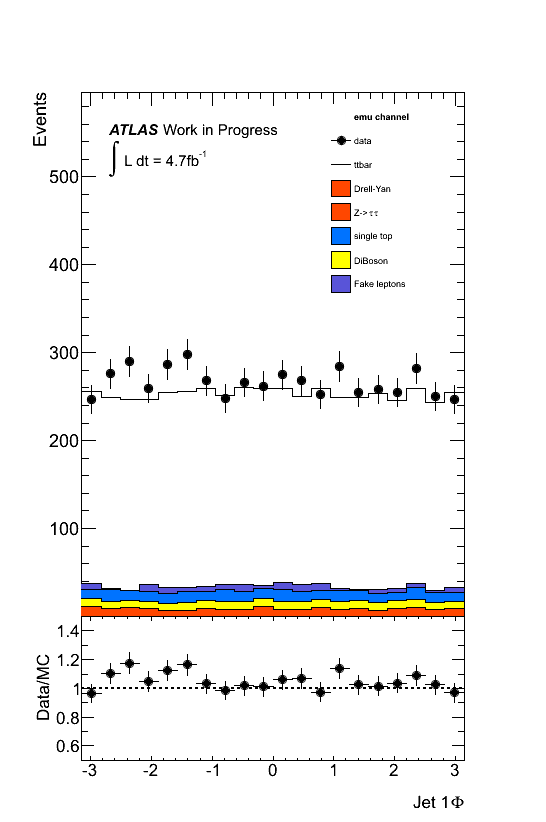 Events
ATLAS Work in Progress
∫ L dt = 4.7fb⁻¹
emu channel
data
ttbar
Drell-Yan
Z->ττ
single top
DiBoson
Fake leptons
500
400
300
200
100
Data/MC
1.4
1.2
1
0.8
0.6
-3 -2 -1 0 1 2 3
Jet 1Φ